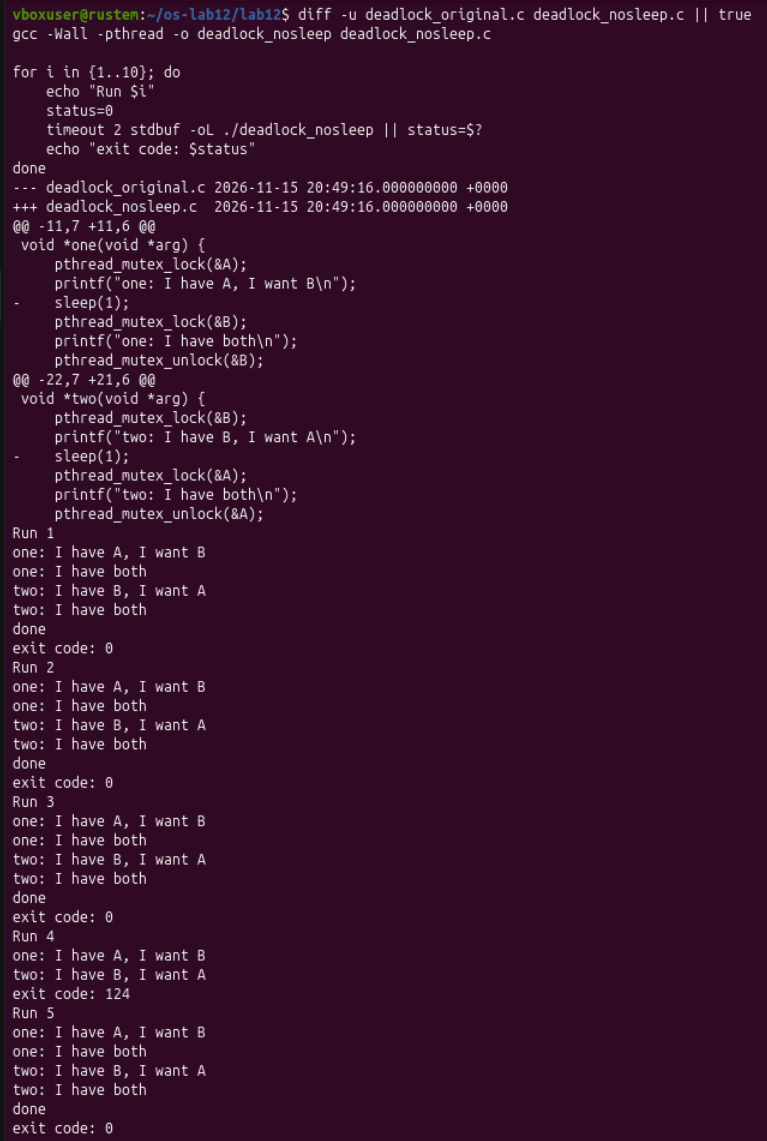 vboxuser@rustem:~/os-lab12/lab12$ diff -u deadlock_original.c deadlock_nosleep.c || true
gcc -Wall -pthread -o deadlock_nosleep deadlock_nosleep.c

for i in {1..10}; do
    echo "Run $i"
    status=0
    timeout 2 stdbuf -oL ./deadlock_nosleep || status=$?
    echo "exit code: $status"
done
--- deadlock_original.c 2026-11-15 20:49:16.000000000 +0000
+++ deadlock_nosleep.c  2026-11-15 20:49:16.000000000 +0000
@@ -11,7 +11,6 @@
 void *one(void *arg) {
     pthread_mutex_lock(&A);
     printf("one: I have A, I want B\n");
-    sleep(1);
     pthread_mutex_lock(&B);
     printf("one: I have both\n");
     pthread_mutex_unlock(&B);
@@ -22,7 +21,6 @@
 void *two(void *arg) {
     pthread_mutex_lock(&B);
     printf("two: I have B, I want A\n");
-    sleep(1);
     pthread_mutex_lock(&A);
     printf("two: I have both\n");
     pthread_mutex_unlock(&A);
Run 1
one: I have A, I want B
one: I have both
two: I have B, I want A
two: I have both
done
exit code: 0
Run 2
one: I have A, I want B
one: I have both
two: I have B, I want A
two: I have both
done
exit code: 0
Run 3
one: I have A, I want B
one: I have both
two: I have B, I want A
two: I have both
done
exit code: 0
Run 4
one: I have A, I want B
two: I have B, I want A
exit code: 124
Run 5
one: I have A, I want B
one: I have both
two: I have B, I want A
two: I have both
done
exit code: 0